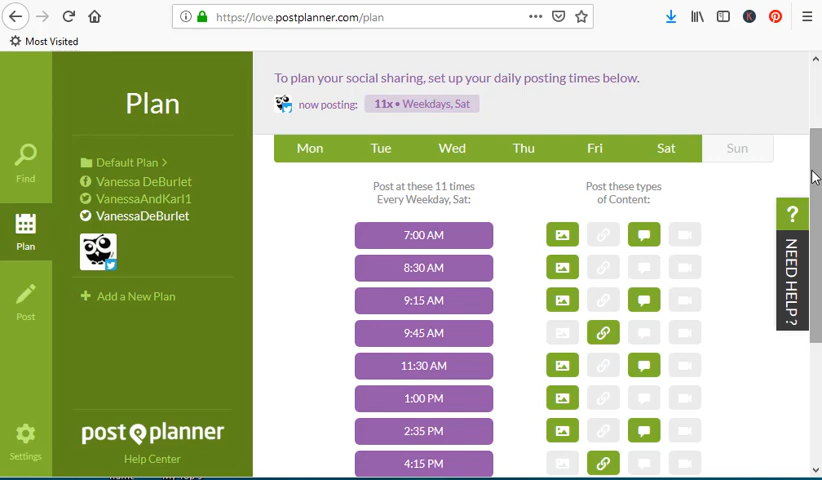 https://love.postplanner.com/plan
Most Visited
Find
Plan
Post
Settings
Plan
Default Plan >
Vanessa DeBurlet
VanessaAndKarl1
VanessaDeBurlet
+ Add a New Plan
post planner
Help Center
To plan your social sharing, set up your daily posting times below.
now posting: 11x • Weekdays, Sat
Mon Tue Wed Thu Fri Sat Sun
Post at these 11 times
Every Weekday, Sat:
Post these types
of Content:
7:00 AM
8:30 AM
9:15 AM
9:45 AM
11:30 AM
1:00 PM
2:35 PM
4:15 PM
?
NEED HELP?
K